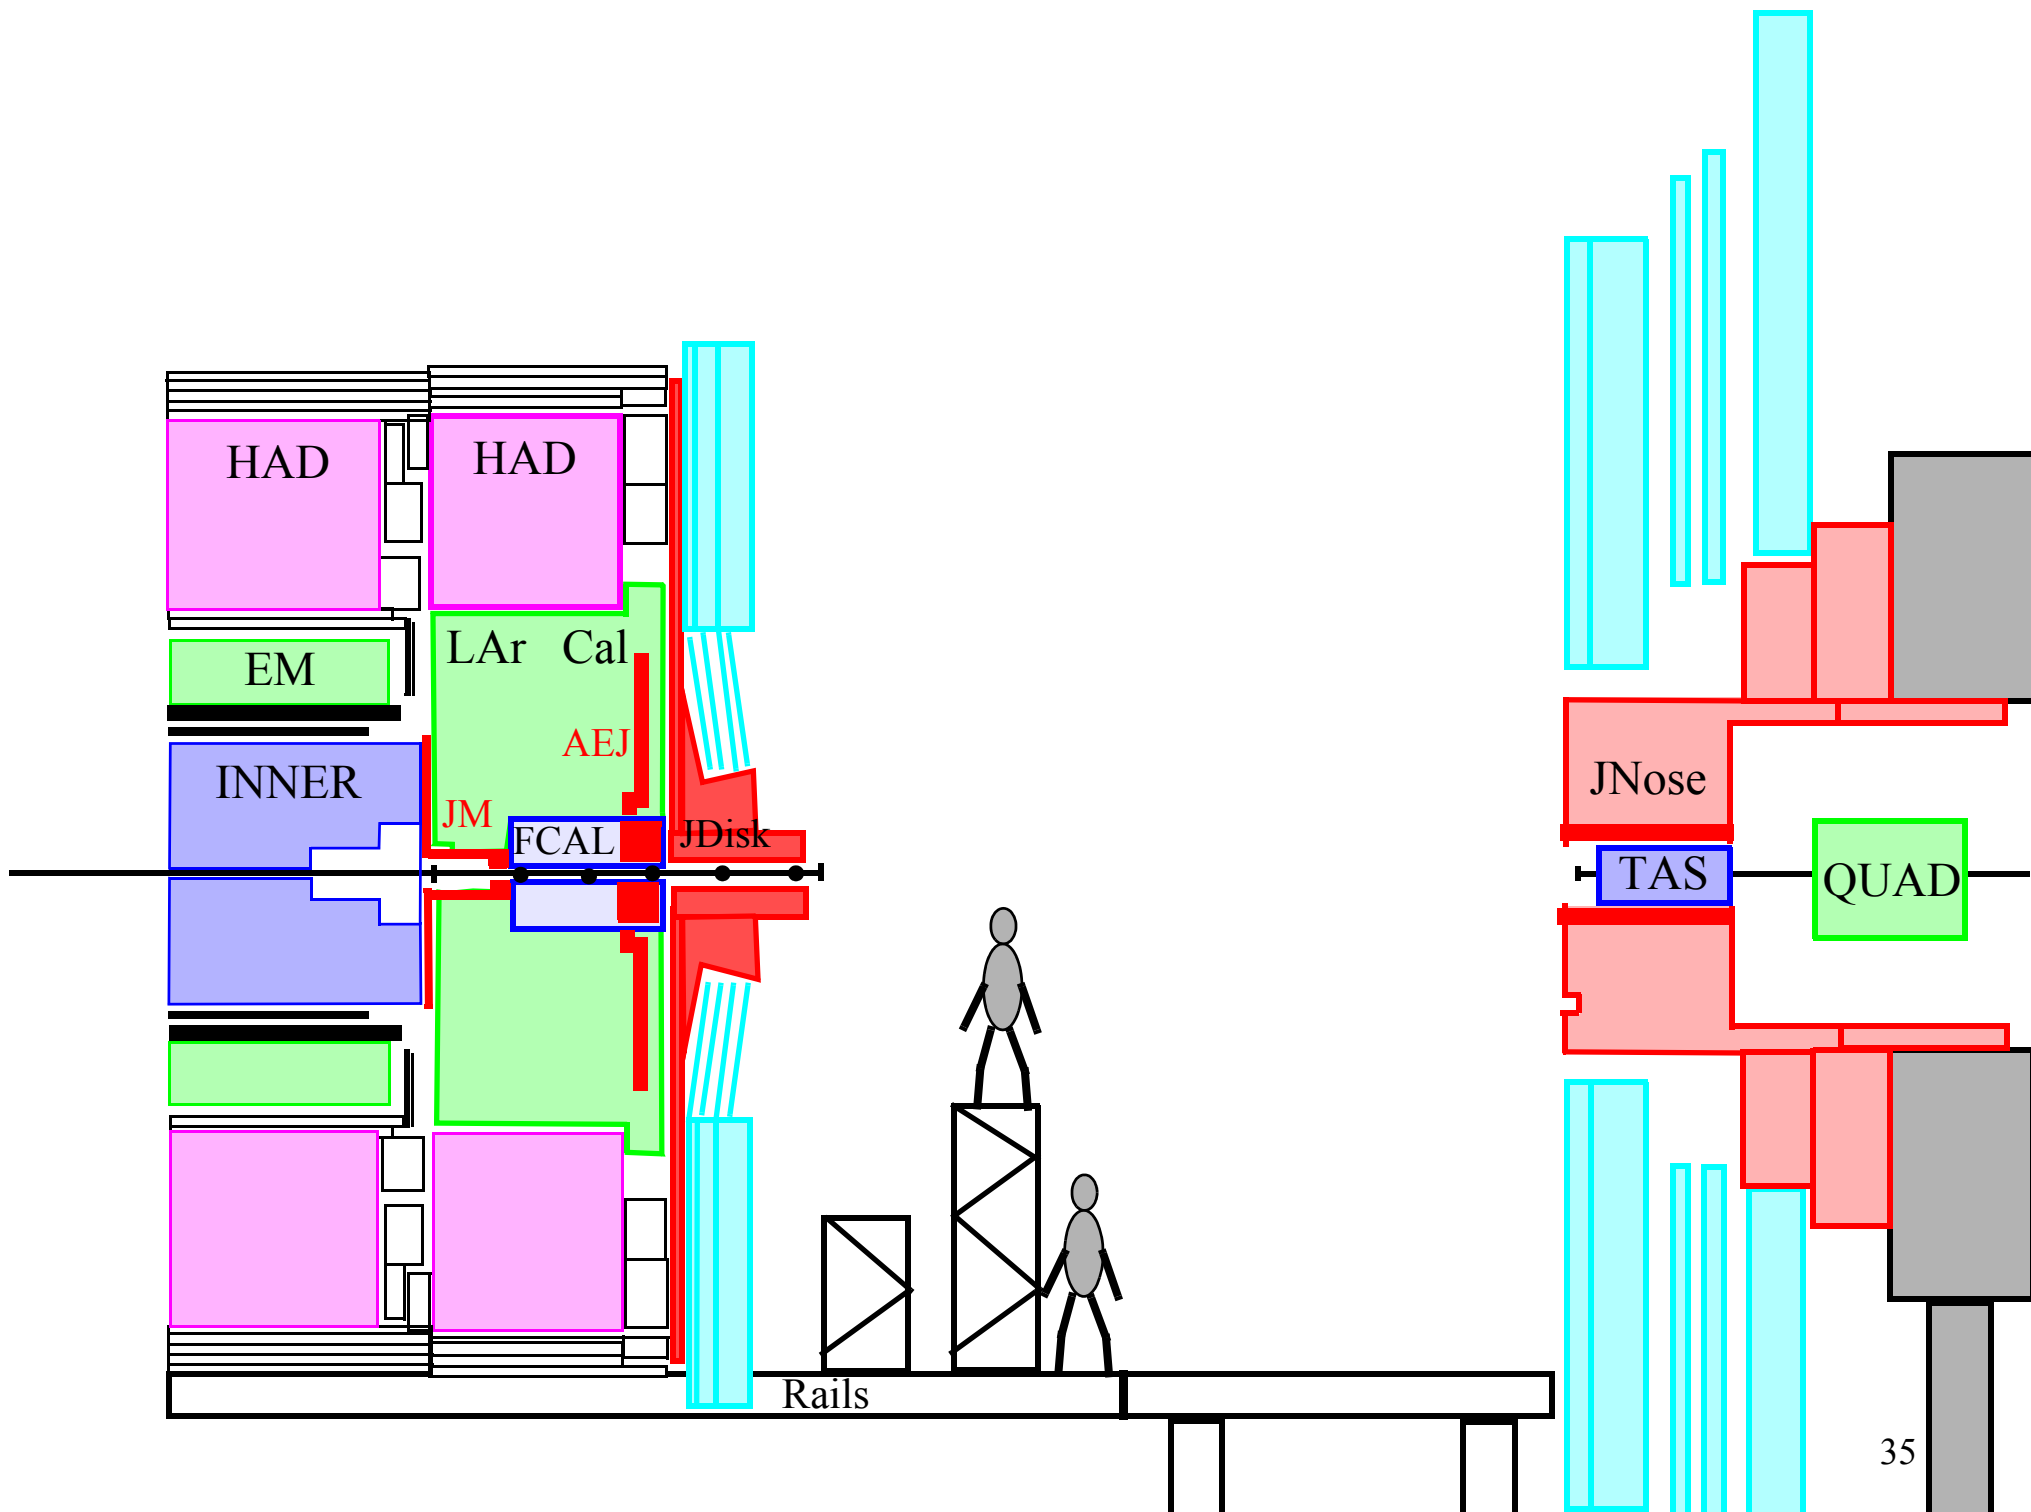 HAD HAD
LAr Cal
EM
AEJ
INNER
JNose
JM
FCAL
JDisk
TAS
QUAD
Rails
35